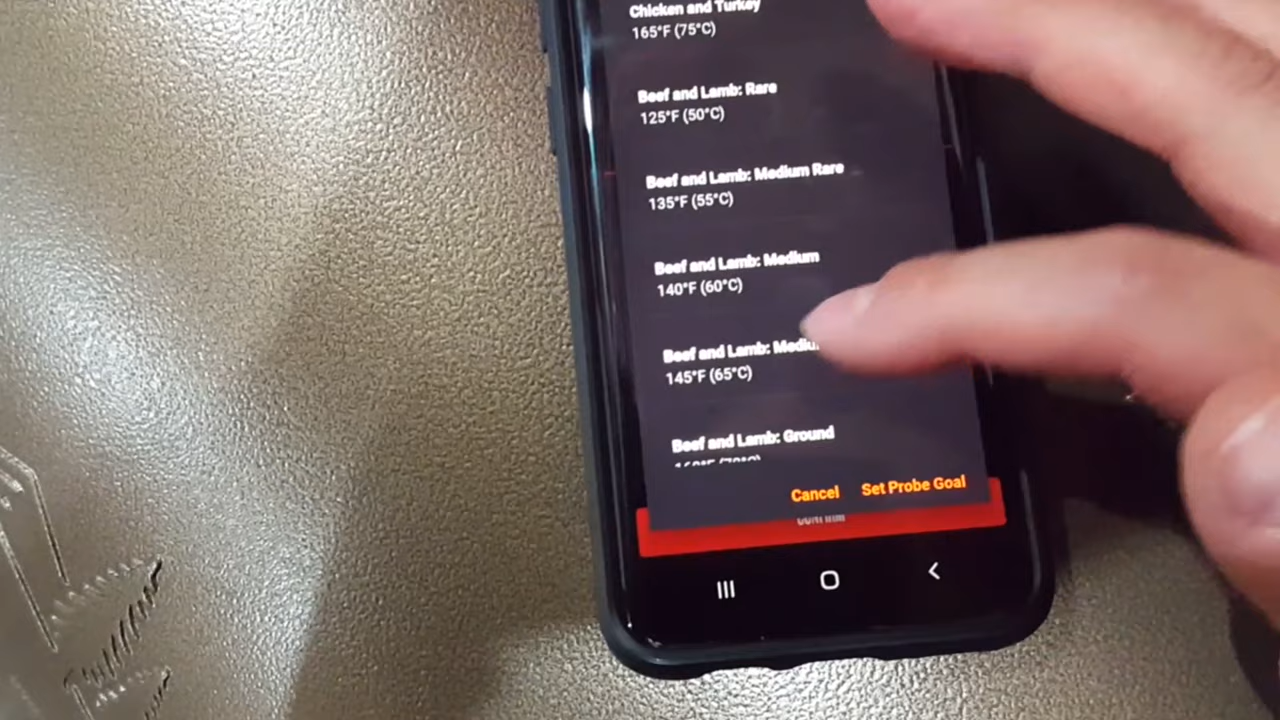 Chicken and Turkey
165°F (75°C)
Beef and Lamb: Rare
125°F (50°C)
Beef and Lamb: Medium Rare
135°F (55°C)
Beef and Lamb: Medium
140°F (60°C)
Beef and Lamb:
145°F (65°C)
Beef and Lamb: Ground
Cancel Set Probe Goal